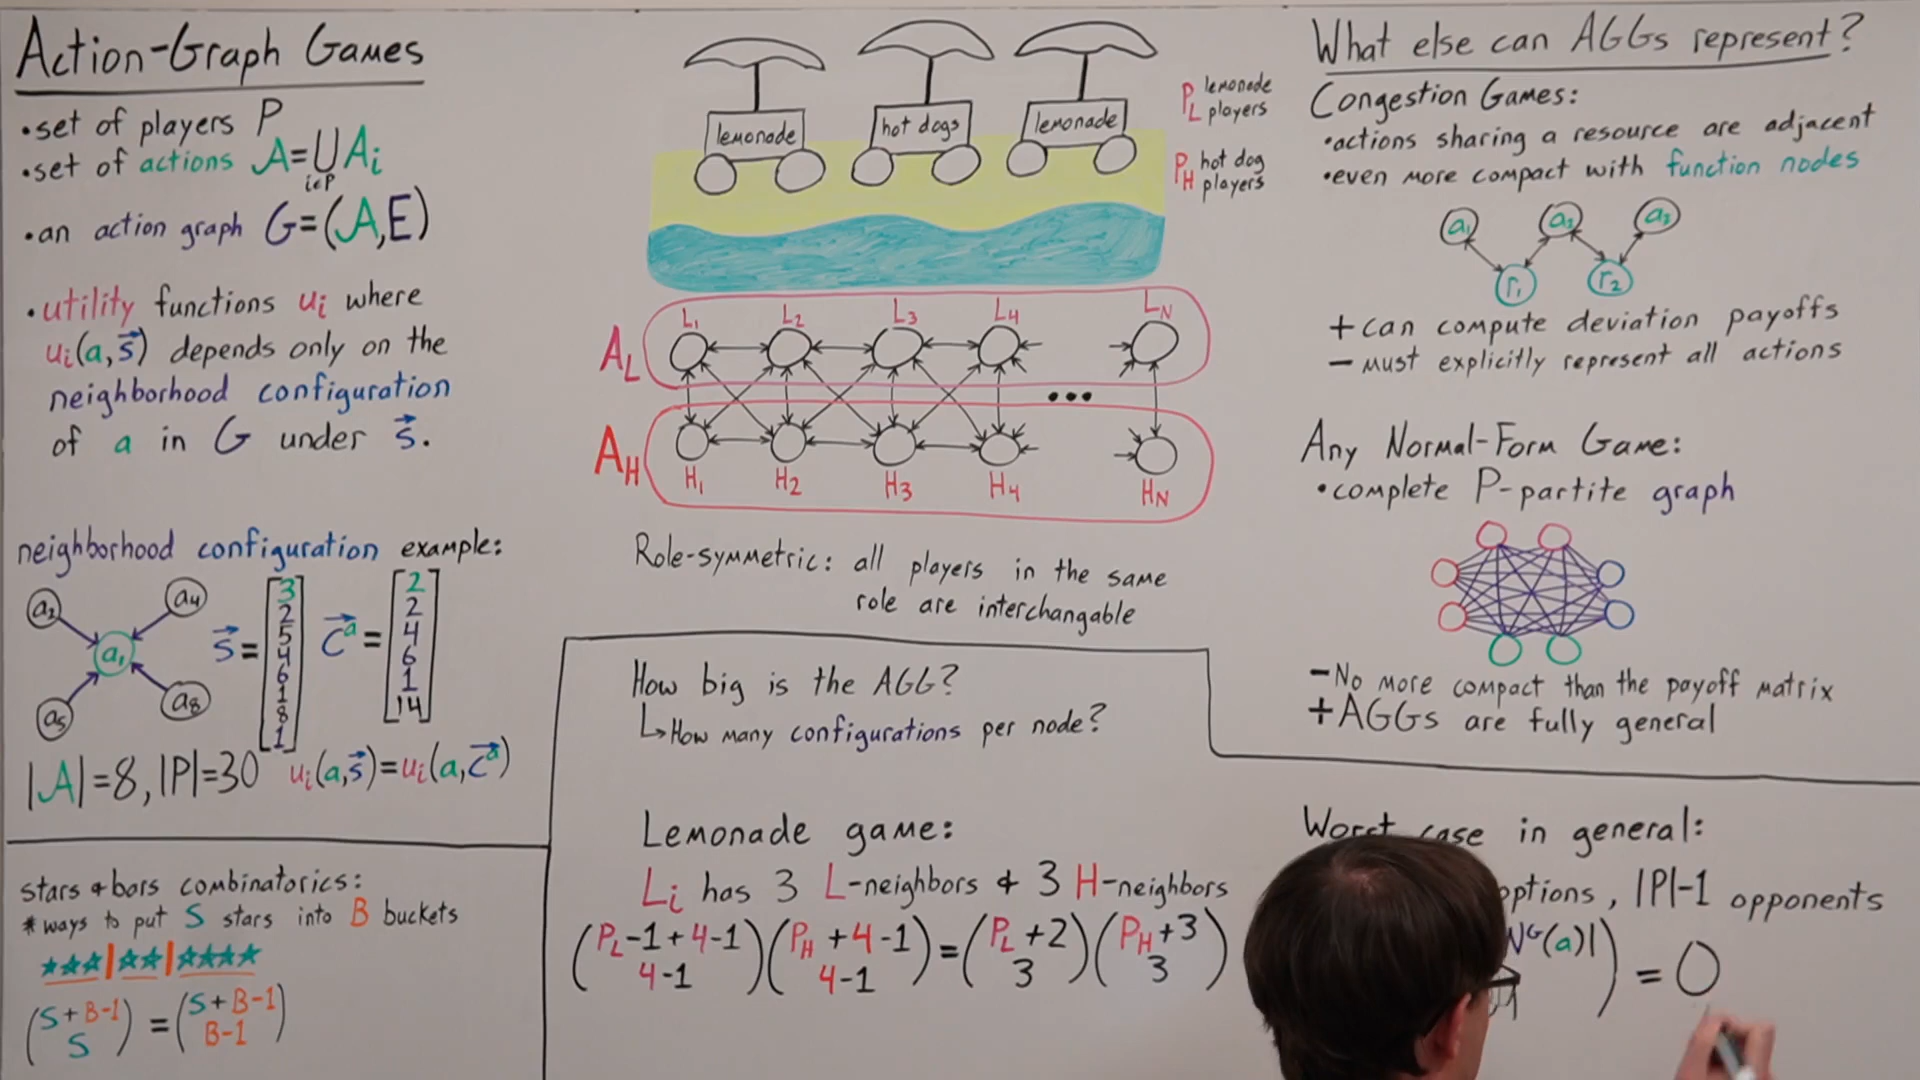 Action-Graph Games
•set of players P
•set of actions A=⋃Ai
i∈P
•an action graph G=(A,E)
•utility functions ui where
ui(a,s⃗) depends only on the
neighborhood configuration
of a in G under s⃗.
neighborhood configuration example:
a2 a4
a1
a5 a8
s⃗= [3 2 5 4 6 1 8 1]
c⃗ᵃ= [2 2 4 6 1 14]
|A|=8, |P|=30 ui(a,s⃗)=ui(a,c⃗ᵃ)
stars & bars combinatorics:
# ways to put S stars into B buckets
★★★|★★|★★★★
(S+B-1 S) = (S+B-1 B-1)
lemonade hot dogs lemonade
PL lemonade
players
PH hot dog
players
L1 L2 L3 L4 LN
AL
•••
AH
H1 H2 H3 H4 HN
Role-symmetric: all players in the same
role are interchangable
How big is the AGG?
↳How many configurations per node?
Lemonade game:
Li has 3 L-neighbors & 3 H-neighbors
(PL-1+4-1 4-1)(PH+4-1 4-1)=(PL+2 3)(PH+3 3)
What else can AGGs represent?
Congestion Games:
•actions sharing a resource are adjacent
•even more compact with function nodes
a1 a2 a3
r1 r2
+can compute deviation payoffs
-must explicitly represent all actions
Any Normal-Form Game:
•complete P-partite graph
-No more compact than the payoff matrix
+AGGs are fully general
Worst case in general:
options, |P|-1 opponents
(a)|) = O